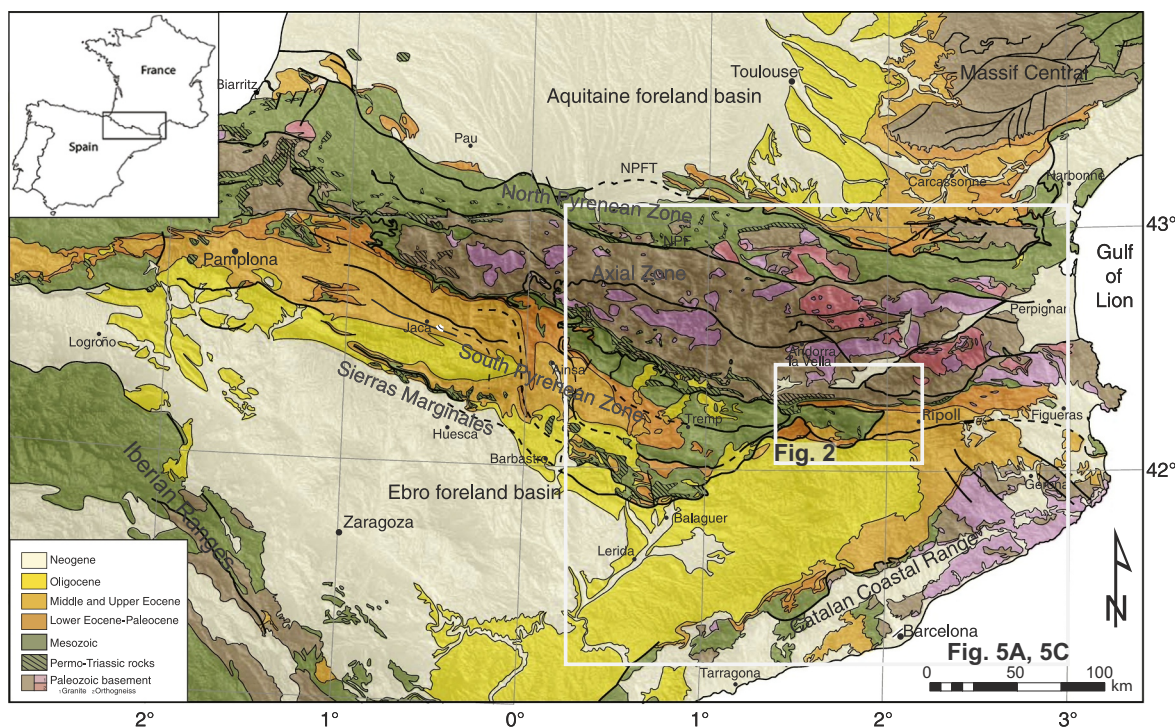 France
Spain
Biarritz
Toulouse
Massif Central
Aquitaine foreland basin
Pau
NPFT
Carcassonne
Narbonne
North Pyrenean Zone
43°
NPF
Gulf
of
Lion
Pamplona
Axial Zone
Perpignan
Jaca
Logroño
Andorra
la Vella
Ainsa
South Pyrenean Zone
Sierras Marginales
Tremp
Ripoll
Figueras
Huesca
Fig. 2
Barbastro
42°
Gerona
Iberian Ranges
Ebro foreland basin
Balaguer
Zaragoza
Lerida
Catalan Coastal Range
N
Barcelona
Fig. 5A, 5C
Tarragona
0 50 100
km
Neogene
Oligocene
Middle and Upper Eocene
Lower Eocene-Paleocene
Mesozoic
Permo-Triassic rocks
Paleozoic basement
1 Granite 2 Orthogneiss
2° 1° 0° 1° 2° 3°